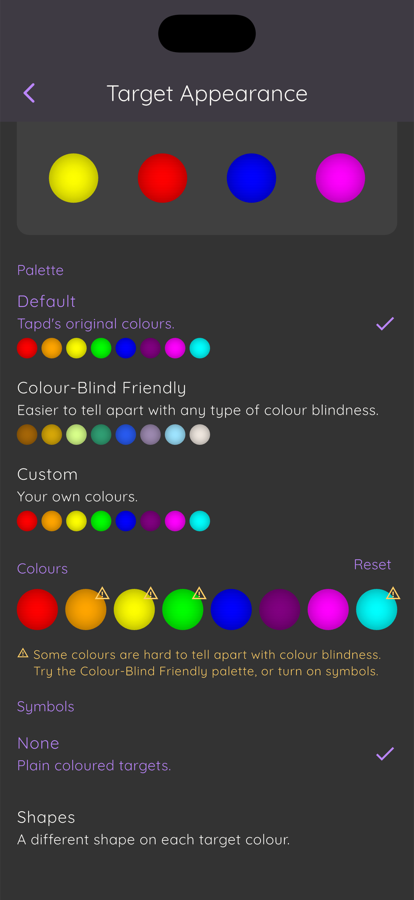 Target Appearance
Palette
Default
Tapd's original colours.
Colour-Blind Friendly
Easier to tell apart with any type of colour blindness.
Custom
Your own colours.
Colours
Reset
Some colours are hard to tell apart with colour blindness.
Try the Colour-Blind Friendly palette, or turn on symbols.
Symbols
None
Plain coloured targets.
Shapes
A different shape on each target colour.